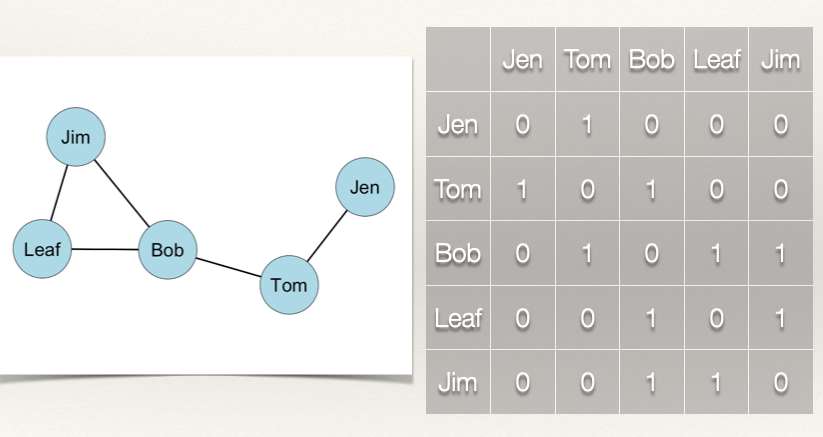 Jim
Jen
Leaf
Bob
Tom
Jen Tom Bob Leaf Jim
Jen 0 1 0 0 0
Tom 1 0 1 0 0
Bob 0 1 0 1 1
Leaf 0 0 1 0 1
Jim 0 0 1 1 0